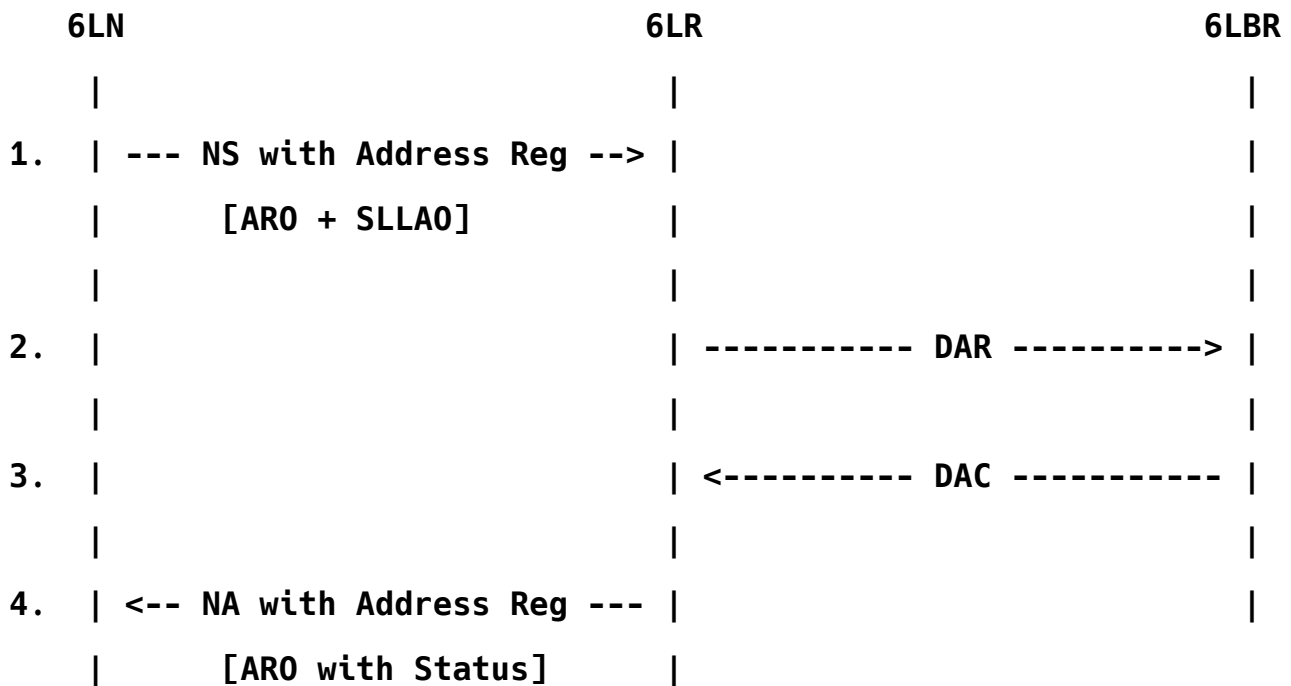 6LN                             6LR                             6LBR
    |                               |                               |
1.  | --- NS with Address Reg -->   |                               |
    |      [ARO + SLLAO]            |                               |
    |                               |                               |
2.  |                               | ----------- DAR ----------> |
    |                               |                               |
3.  |                               | <---------- DAC ----------- |
    |                               |                               |
4.  | <-- NA with Address Reg ---   |                               |
    |      [ARO with Status]        |